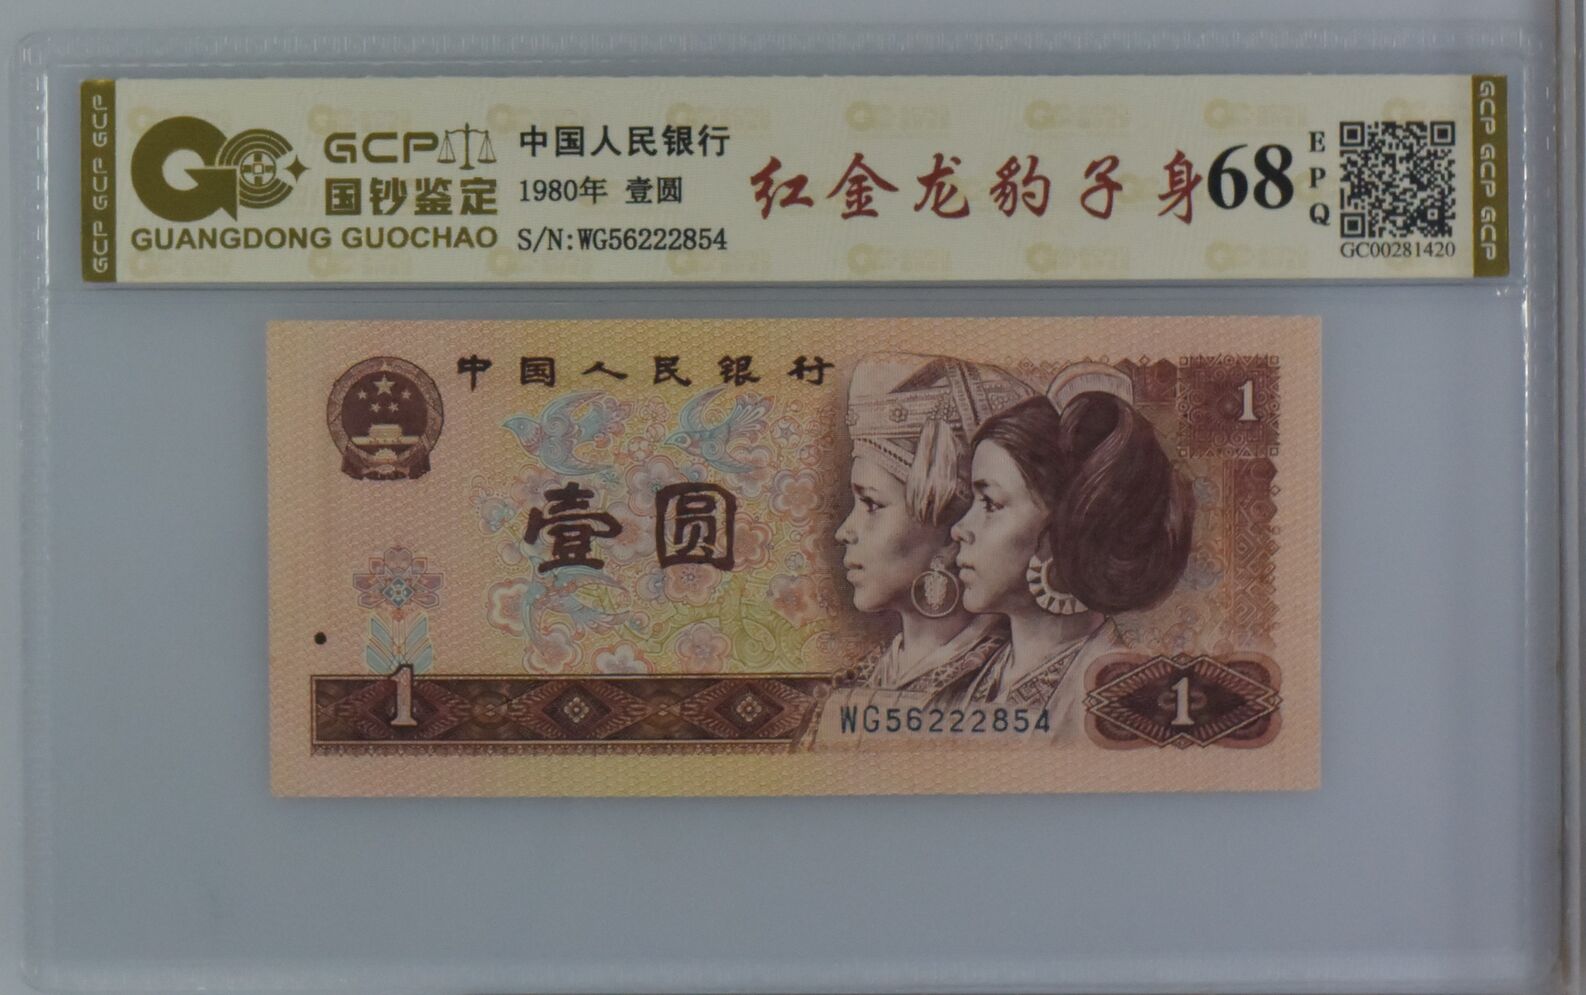 GCP GCP GCP
GCP
国钞鉴定
GUANGDONG GUOCHAO
中国人民银行
1980年 壹圆
S/N:WG56222854
红金龙豹子身
68
EPQ
GC00281420
GCP GCP GCP
中国人民银行
壹圆
1
1
WG56222854
1